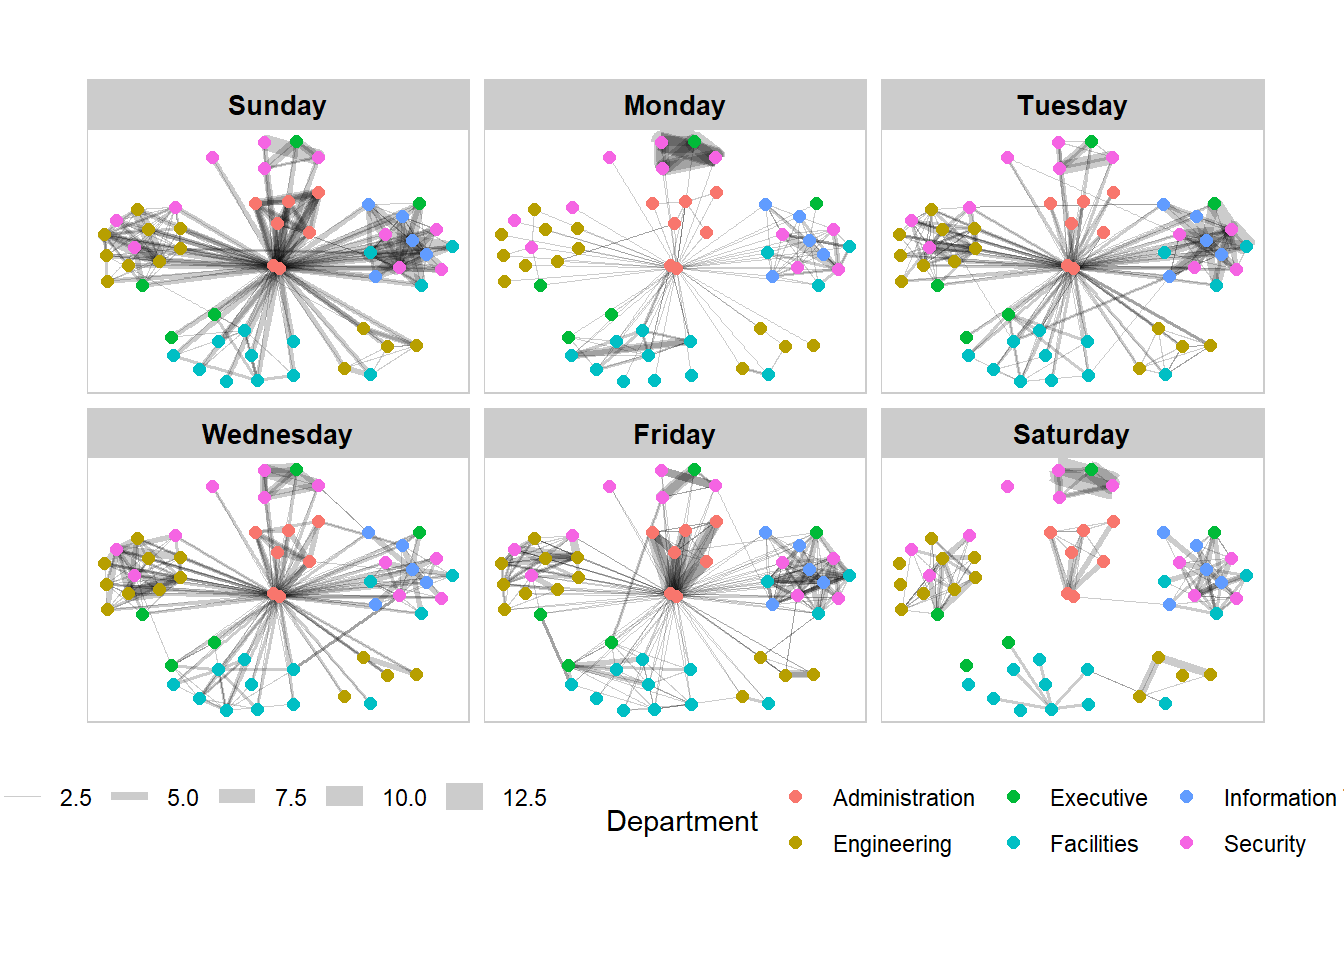 Sunday Monday Tuesday
Wednesday Friday Saturday
2.5 5.0 7.5 10.0 12.5
Department
Administration Executive Information
Engineering Facilities Security